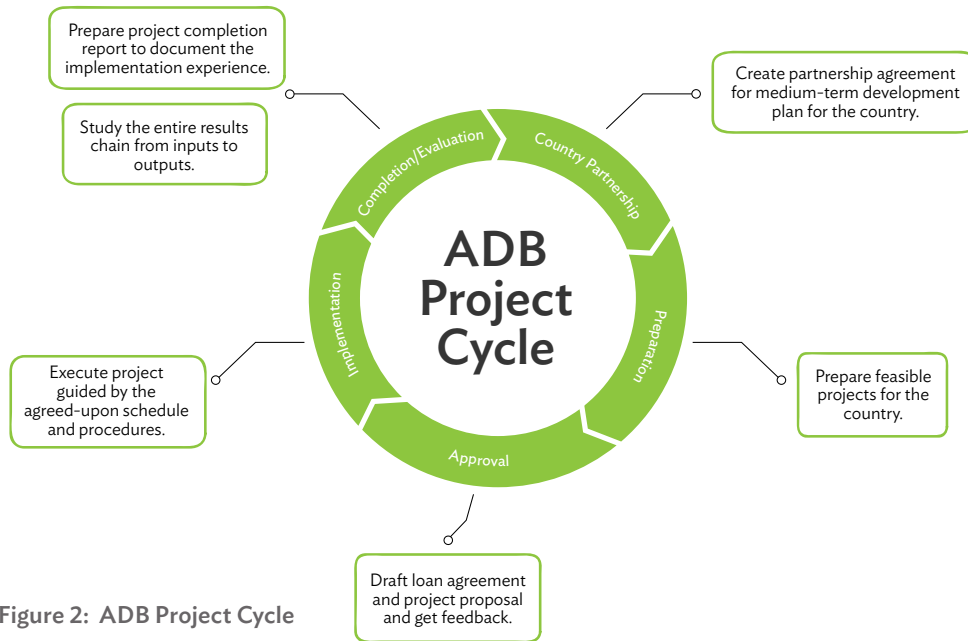 Prepare project completion
report to document the
implementation experience.
Study the entire results
chain from inputs to
outputs.
Create partnership agreement
for medium-term development
plan for the country.
Completion/Evaluation
Country Partnership
ADB
Project
Cycle
Implementation
Preparation
Approval
Execute project
guided by the
agreed-upon schedule
and procedures.
Prepare feasible
projects for the
country.
Draft loan agreement
and project proposal
and get feedback.
Figure 2: ADB Project Cycle